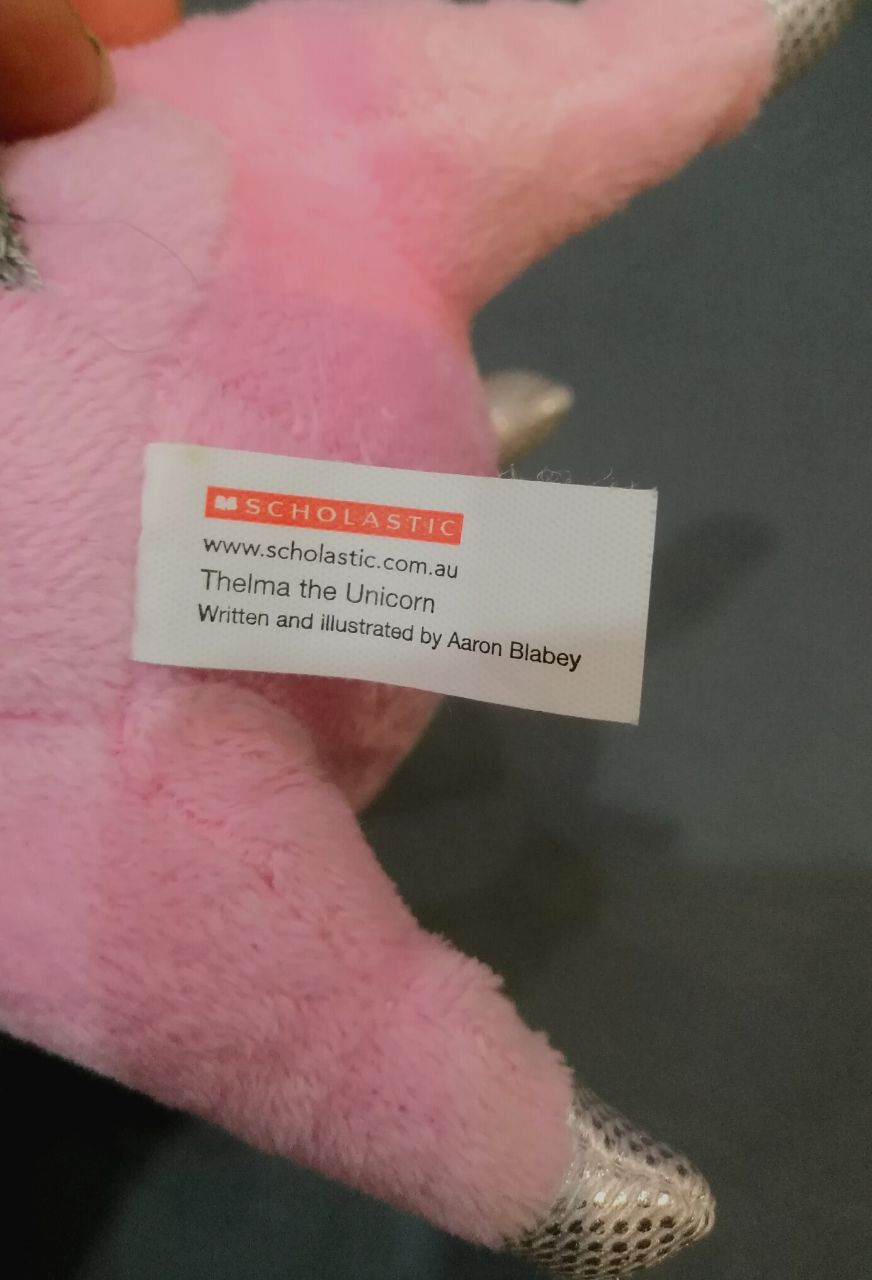 SCHOLASTIC
www.scholastic.com.au
Thelma the Unicorn
Written and illustrated by Aaron Blabey